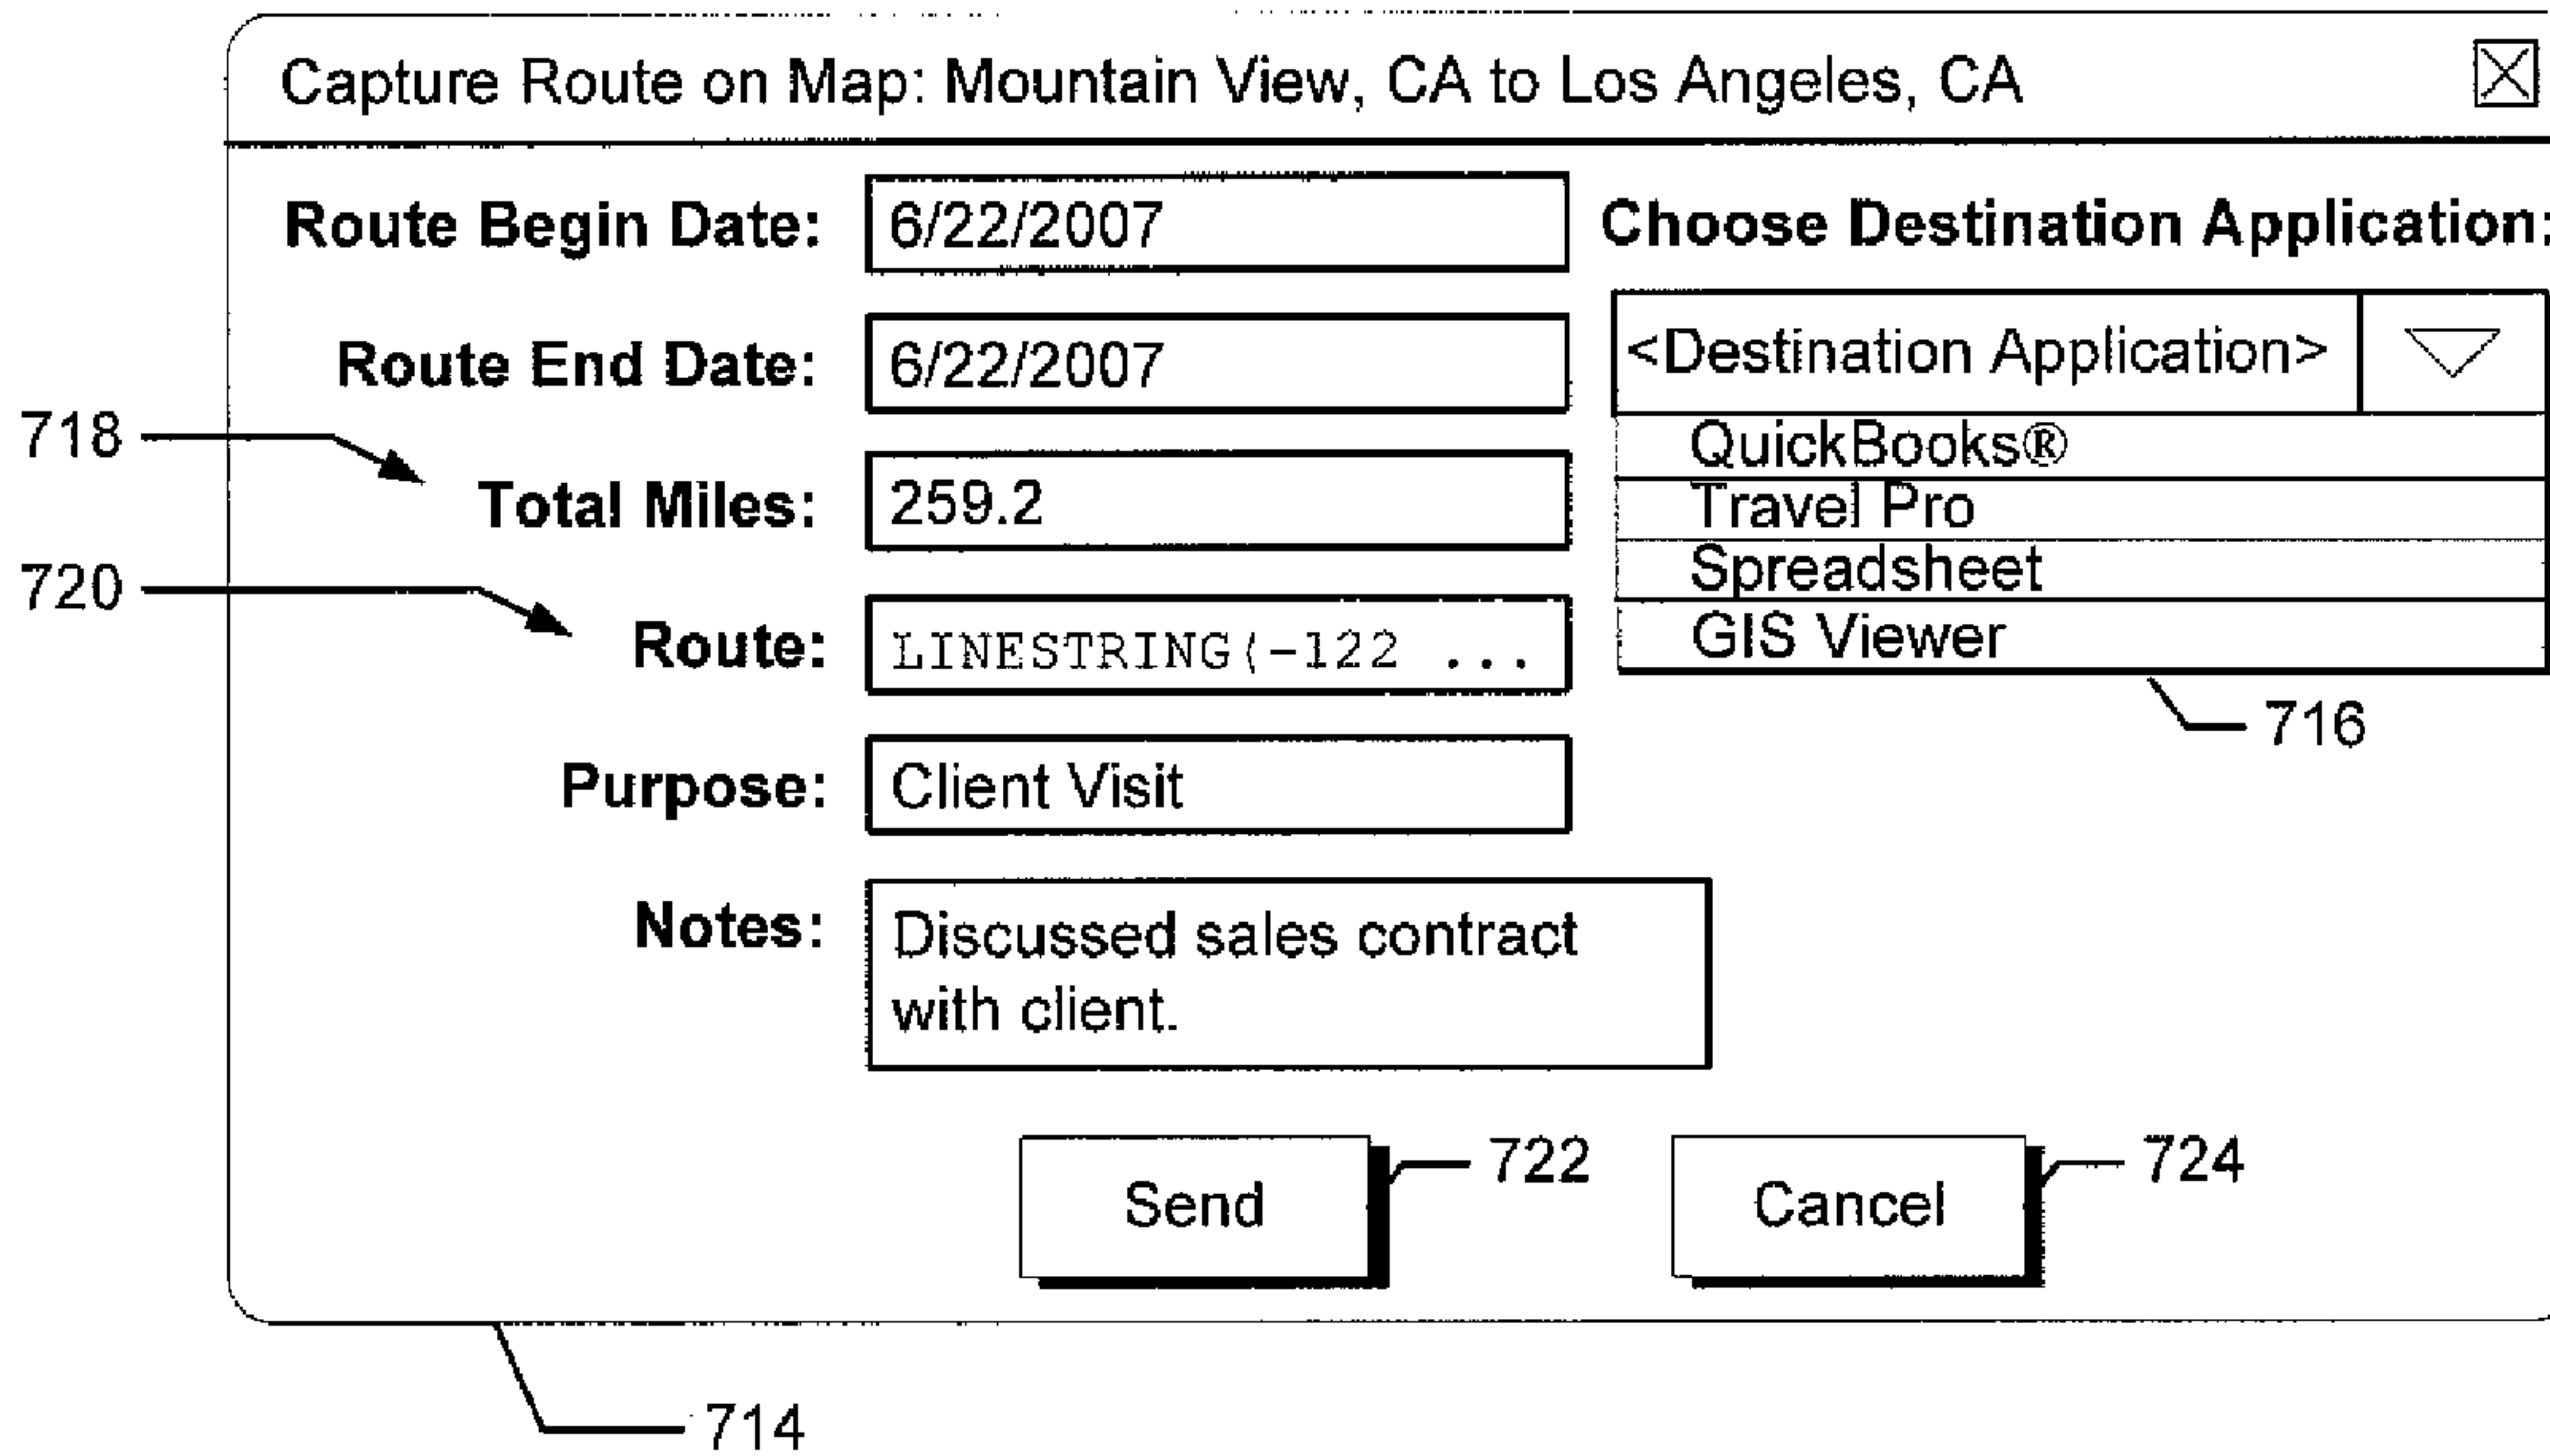 Capture Route on Map: Mountain View, CA to Los Angeles, CA
Route Begin Date: 6/22/2007
Choose Destination Application:
Route End Date: 6/22/2007
<Destination Application>
QuickBooks®
Travel Pro
Spreadsheet
GIS Viewer
716
718
Total Miles: 259.2
720
Route: LINESTRING(-122 ...
Purpose: Client Visit
Notes: Discussed sales contract
with client.
Send
722
Cancel
724
714